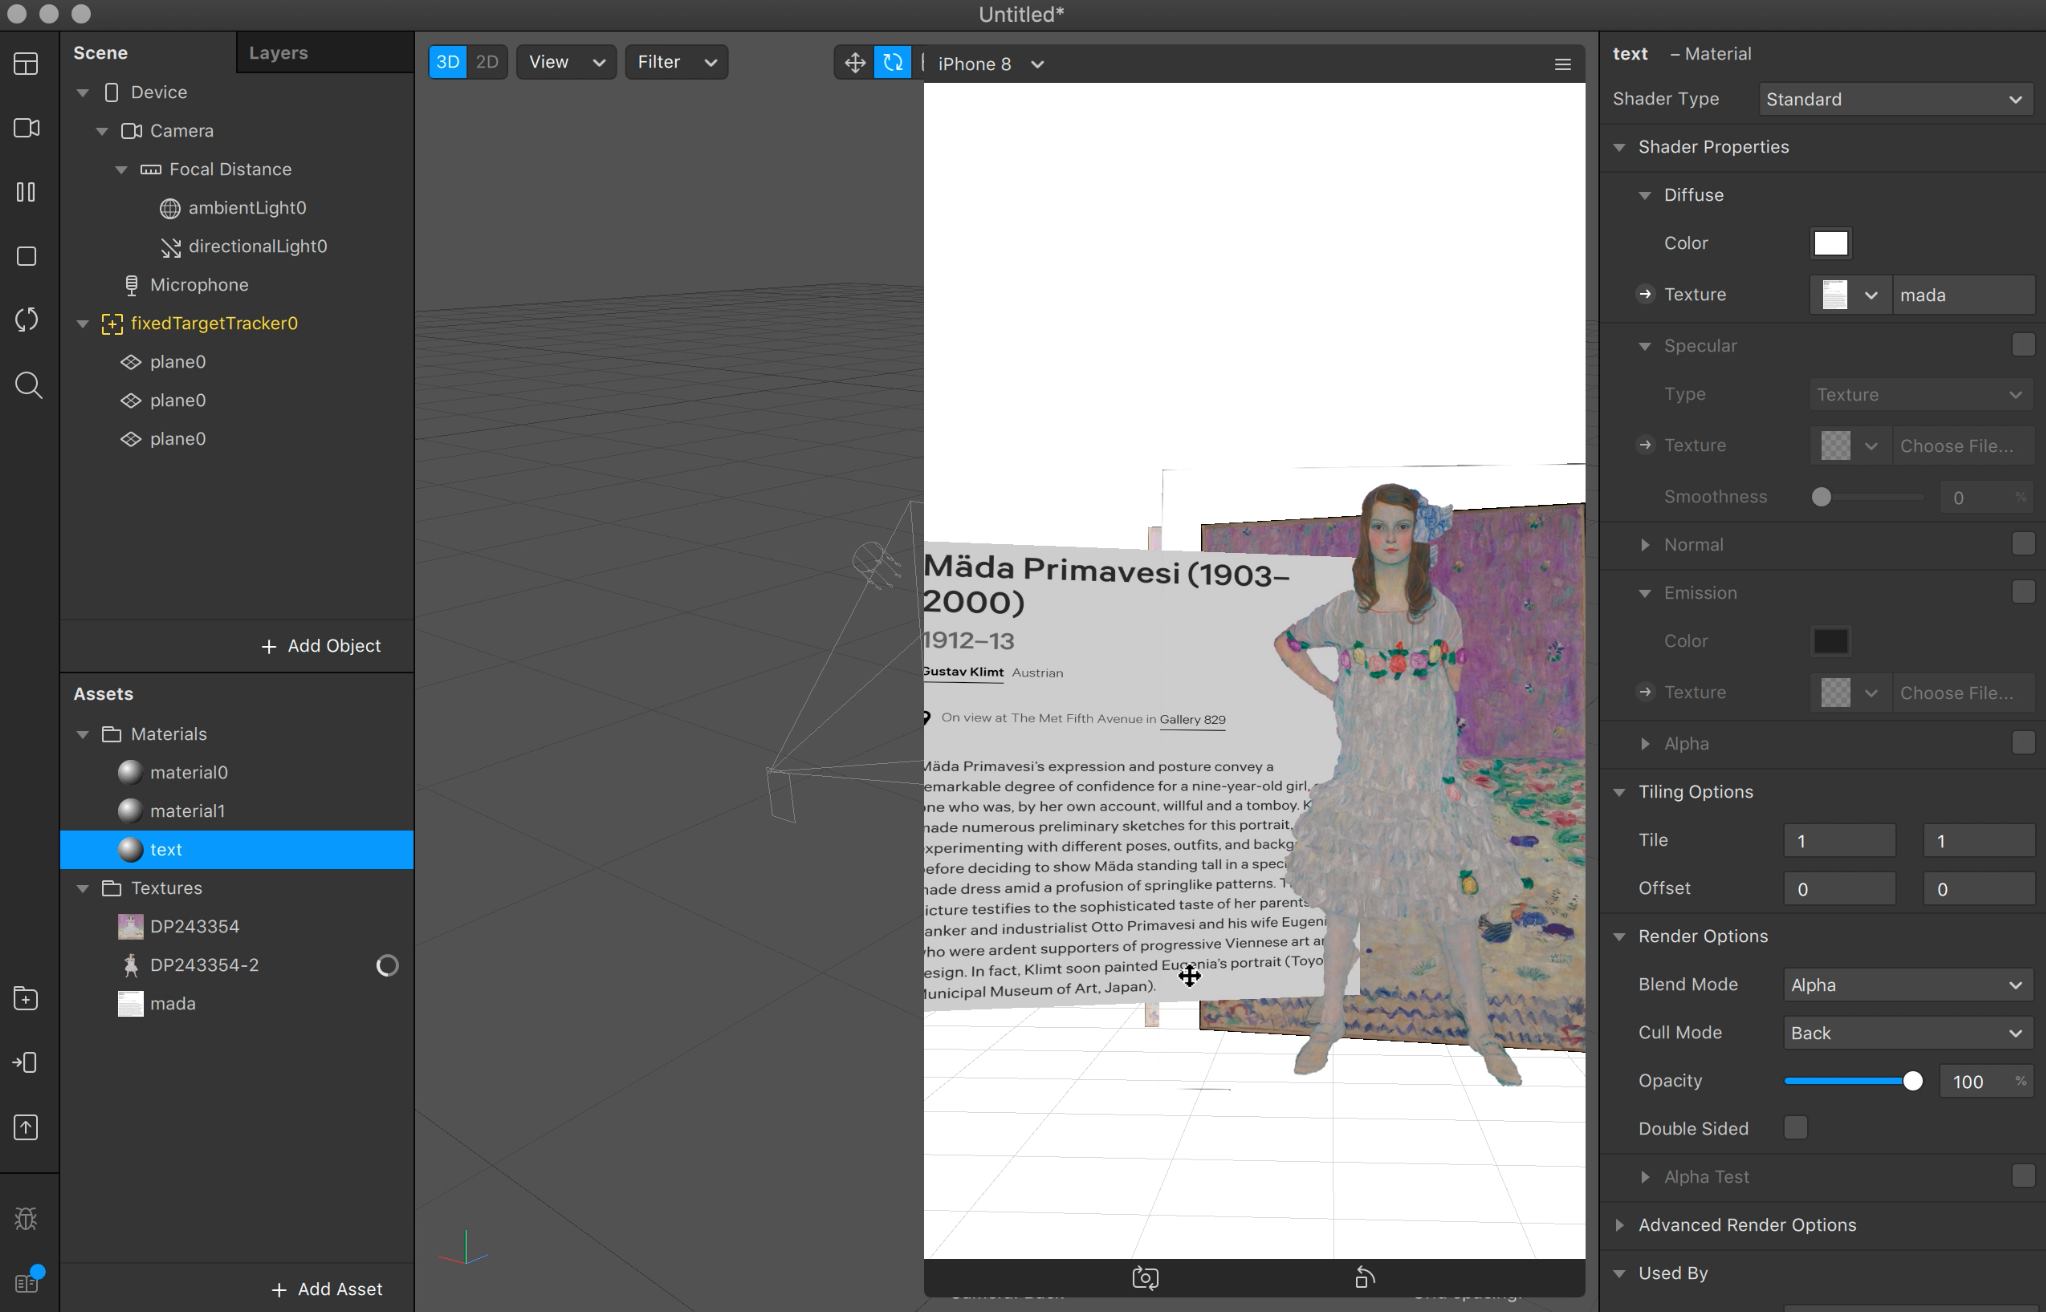 Untitled*
Scene
Layers
Device
Camera
Focal Distance
ambientLight0
directionalLight0
Microphone
fixedTargetTracker0
plane0
plane0
plane0
+ Add Object
Assets
Materials
material0
material1
text
Textures
DP243354
DP243354-2
mada
+ Add Asset
3D 2D View Filter
iPhone 8
Mäda Primavesi (1903–
2000)
1912–13
Gustav Klimt Austrian
On view at The Met Fifth Avenue in Gallery 829
Mäda Primavesi's expression and posture convey a
emarkable degree of confidence for a nine-year-old girl,
ne who was, by her own account, willful and a tomboy. K
nade numerous preliminary sketches for this portrait,
xperimenting with different poses, outfits, and backg
efore deciding to show Mäda standing tall in a speci
nade dress amid a profusion of springlike patterns. T
icture testifies to the sophisticated taste of her parents
anker and industrialist Otto Primavesi and his wife Eugeni
ho were ardent supporters of progressive Viennese art an
esign. In fact, Klimt soon painted Eugenia's portrait (Toyo
Municipal Museum of Art, Japan).
text – Material
Shader Type Standard
Shader Properties
Diffuse
Color
Texture mada
Specular
Type Texture
Texture Choose File...
Smoothness 0 %
Normal
Emission
Color
Texture Choose File...
Alpha
Tiling Options
Tile 1 1
Offset 0 0
Render Options
Blend Mode Alpha
Cull Mode Back
Opacity 100 %
Double Sided
Alpha Test
Advanced Render Options
Used By